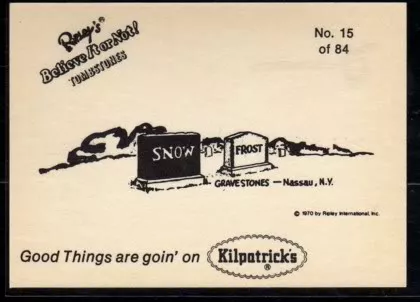 Ripley's
Believe It or Not!
TOMBSTONES
No. 15
of 84
SNOW
FROST
GRAVESTONES — Nassau, N.Y.
© 1970 by Ripley International, Inc.
Good Things are goin' on
Kilpatrick's
®